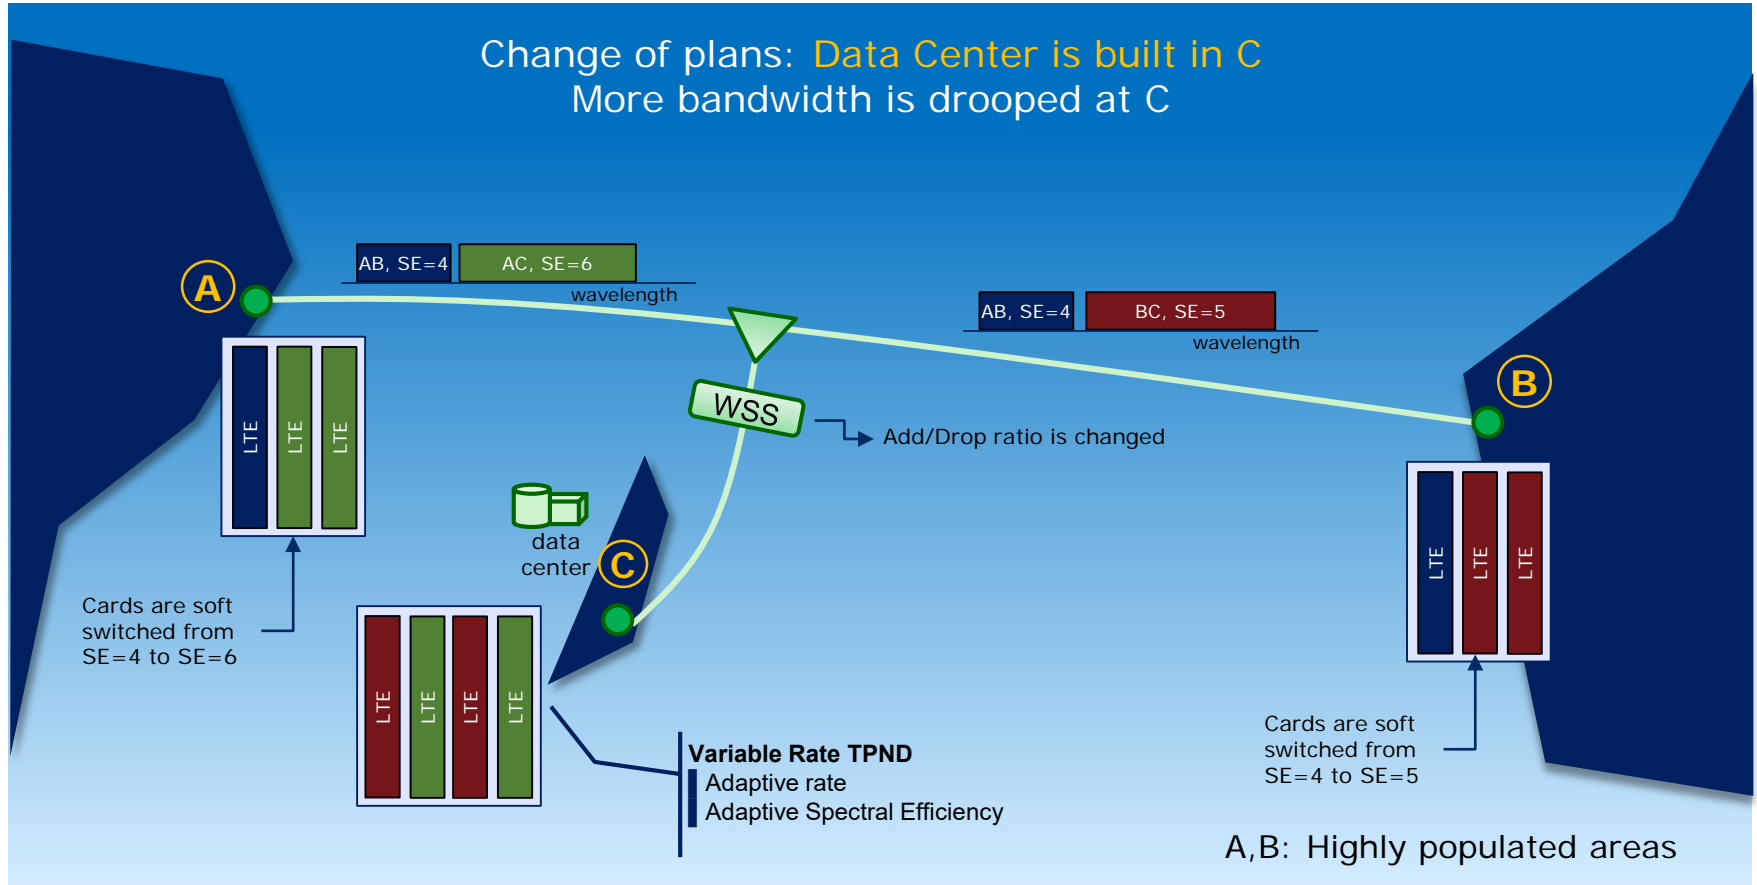 Change of plans: Data Center is built in C
More bandwidth is drooped at C
A
AB, SE=4
AC, SE=6
wavelength
AB, SE=4
BC, SE=5
wavelength
B
LTE
LTE
LTE
WSS
Add/Drop ratio is changed
data
center
C
LTE
LTE
LTE
Cards are soft
switched from
SE=4 to SE=6
LTE
LTE
LTE
LTE
Cards are soft
switched from
SE=4 to SE=5
Variable Rate TPND
Adaptive rate
Adaptive Spectral Efficiency
A,B: Highly populated areas